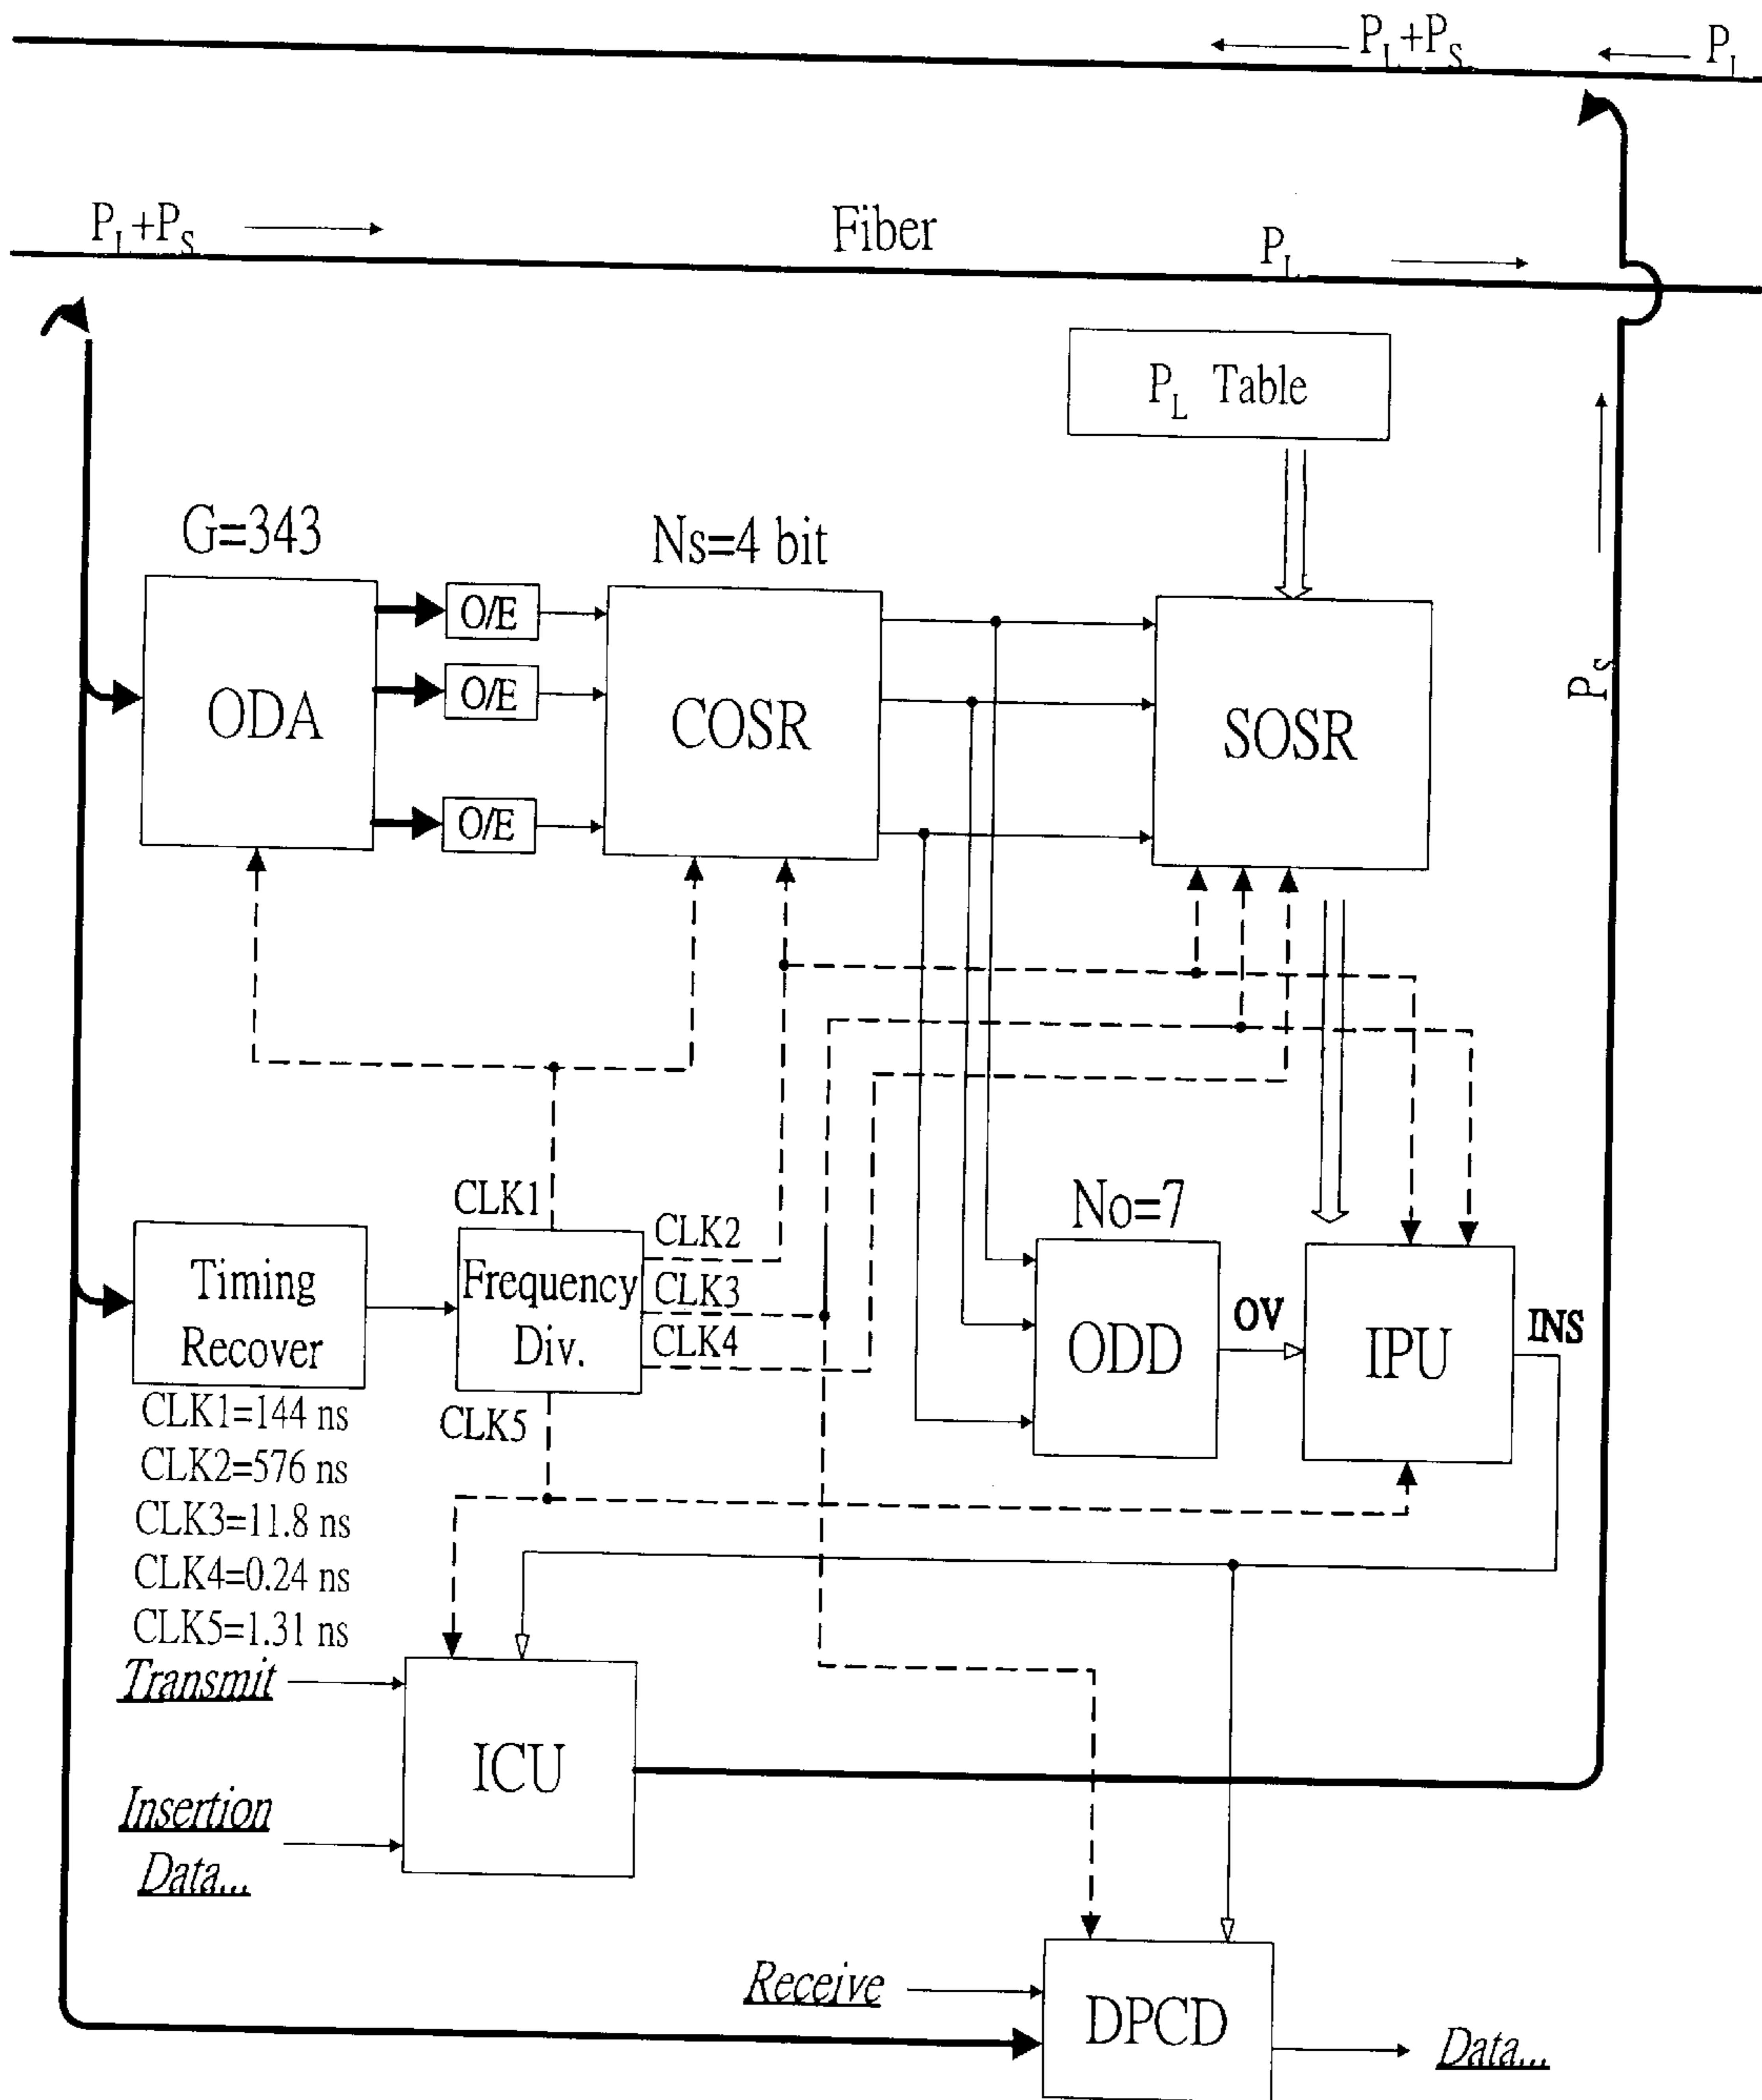 P_L+P_S
P_L
P_L+P_S
Fiber
P_L
P_L Table
G=343
Ns=4 bit
O/E
O/E
O/E
ODA
COSR
SOSR
P_S
CLK1
CLK2
CLK3
CLK4
CLK5
Timing
Recover
Frequency
Div.
No=7
ODD
OV
IPU
INS
CLK1=144 ns
CLK2=576 ns
CLK3=11.8 ns
CLK4=0.24 ns
CLK5=1.31 ns
Transmit
ICU
Insertion
Data...
Receive
DPCD
Data...